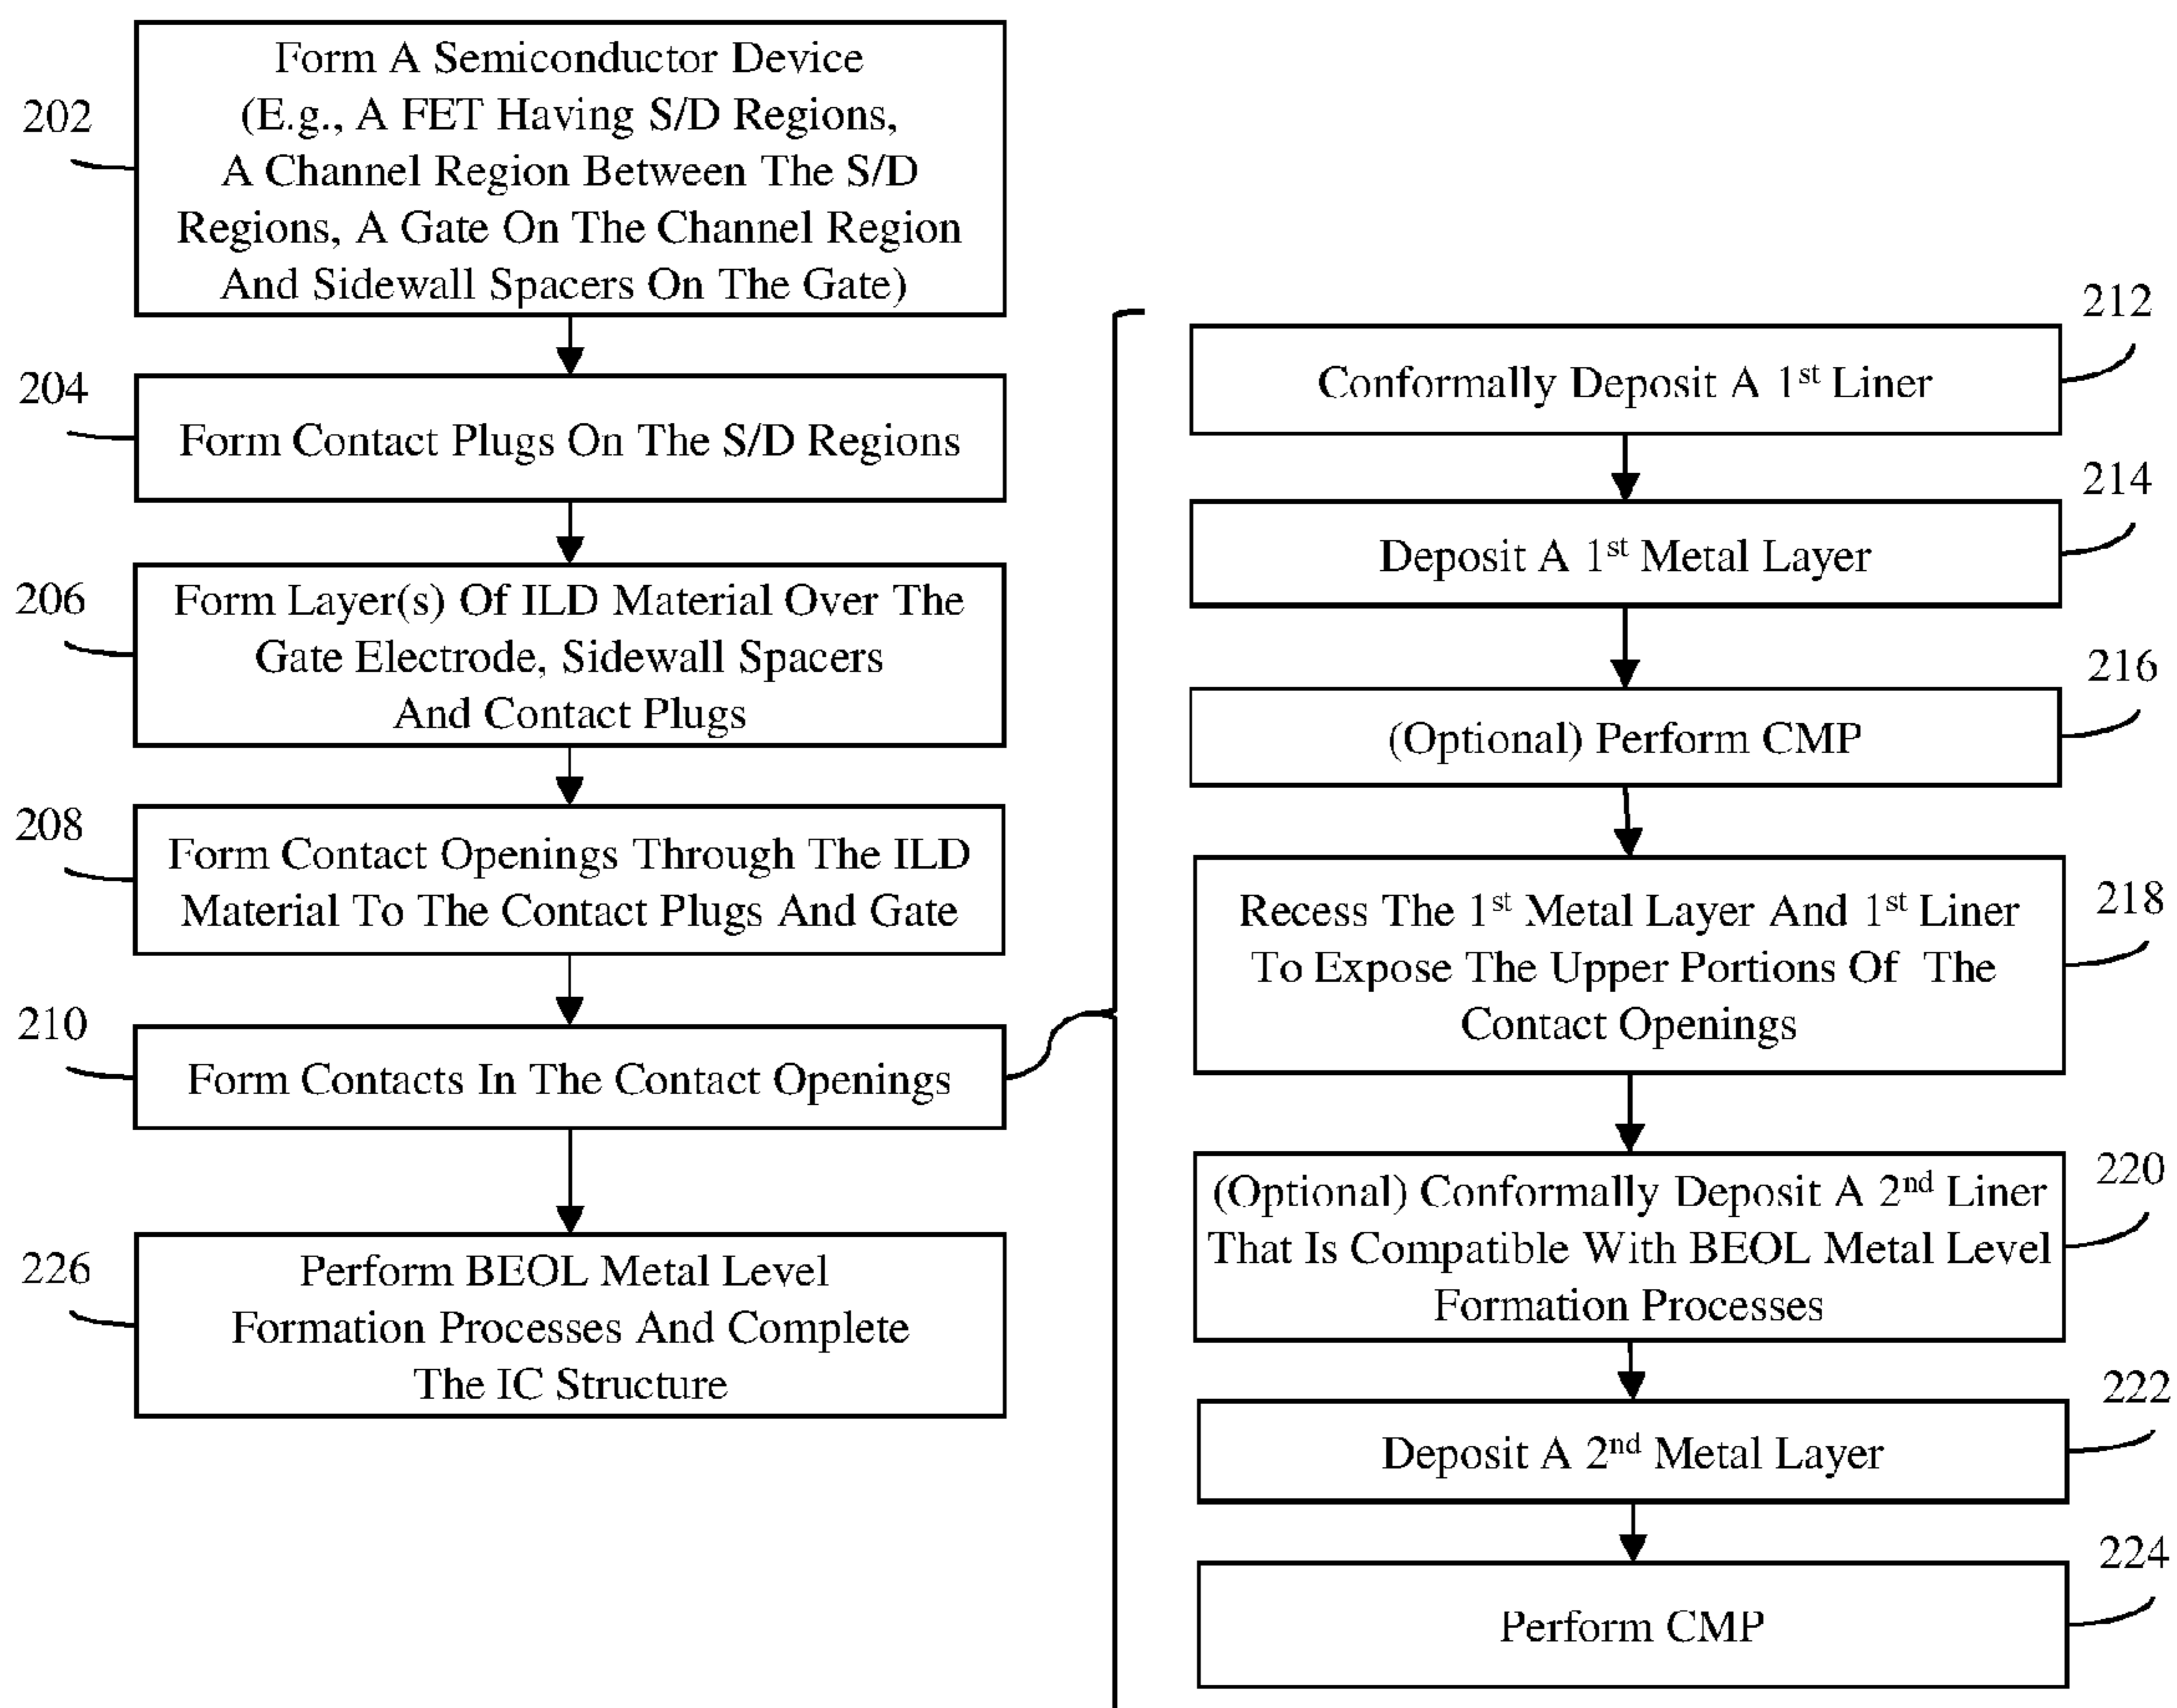 202
Form A Semiconductor Device
(E.g., A FET Having S/D Regions,
A Channel Region Between The S/D
Regions, A Gate On The Channel Region
And Sidewall Spacers On The Gate)
204
Form Contact Plugs On The S/D Regions
206
Form Layer(s) Of ILD Material Over The
Gate Electrode, Sidewall Spacers
And Contact Plugs
208
Form Contact Openings Through The ILD
Material To The Contact Plugs And Gate
210
Form Contacts In The Contact Openings
226
Perform BEOL Metal Level
Formation Processes And Complete
The IC Structure
212
Conformally Deposit A 1st Liner
214
Deposit A 1st Metal Layer
216
(Optional) Perform CMP
218
Recess The 1st Metal Layer And 1st Liner
To Expose The Upper Portions Of The
Contact Openings
220
(Optional) Conformally Deposit A 2nd Liner
That Is Compatible With BEOL Metal Level
Formation Processes
222
Deposit A 2nd Metal Layer
224
Perform CMP